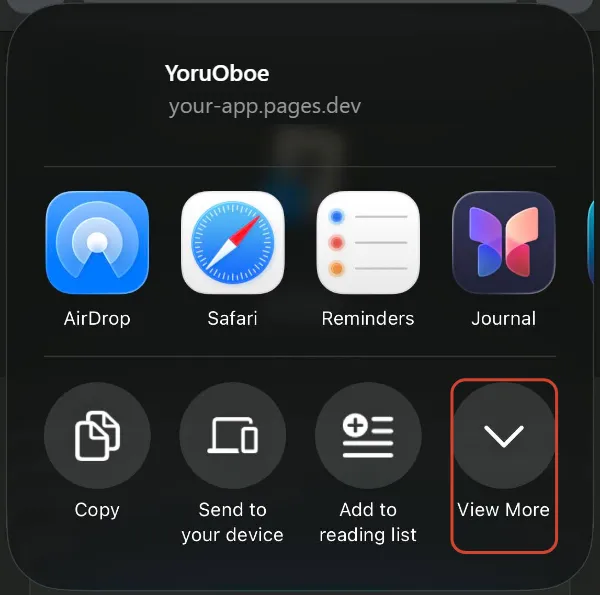 YoruOboe
your-app.pages.dev
AirDrop
Safari
Reminders
Journal
Copy
Send to
your device
Add to
reading list
View More